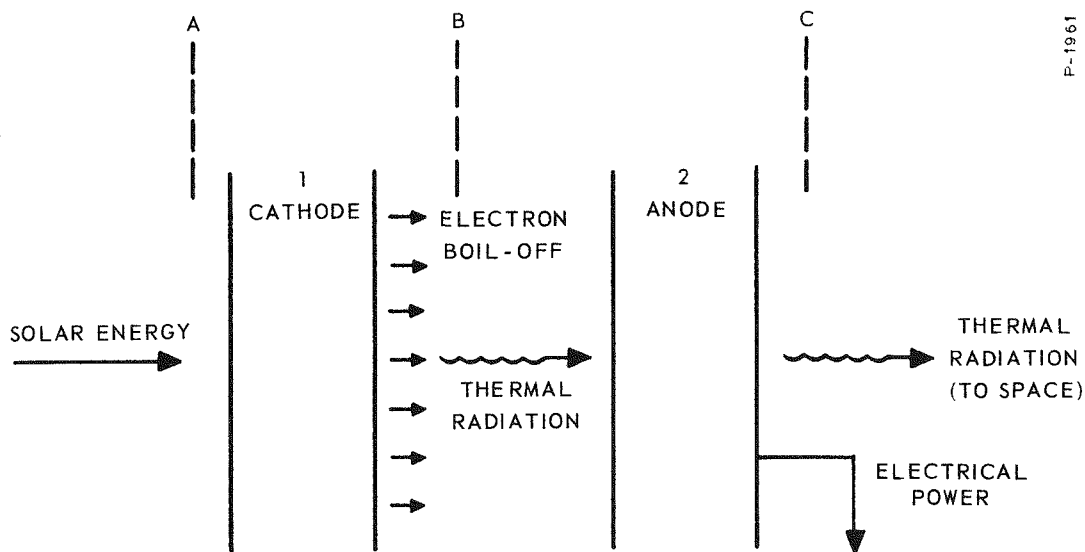 A
B
C
P-1961
1
CATHODE
2
ANODE
ELECTRON
BOIL-OFF
SOLAR ENERGY
THERMAL
RADIATION
THERMAL
RADIATION
(TO SPACE)
ELECTRICAL
POWER